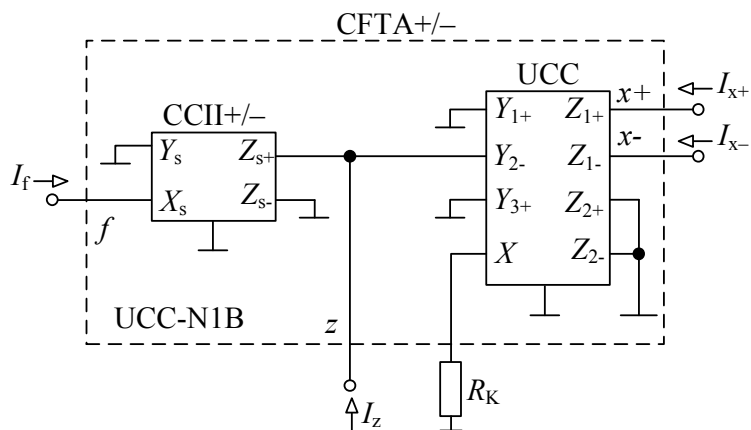 CFTA+/–
UCC
CCII+/–
Ix+
x+
Y1+
Z1+
x-
Ix–
Ys
Zs+
Y2-
Z1-
If
Xs
Zs-
Y3+
Z2+
f
X
Z2-
UCC-N1B
z
RK
Iz